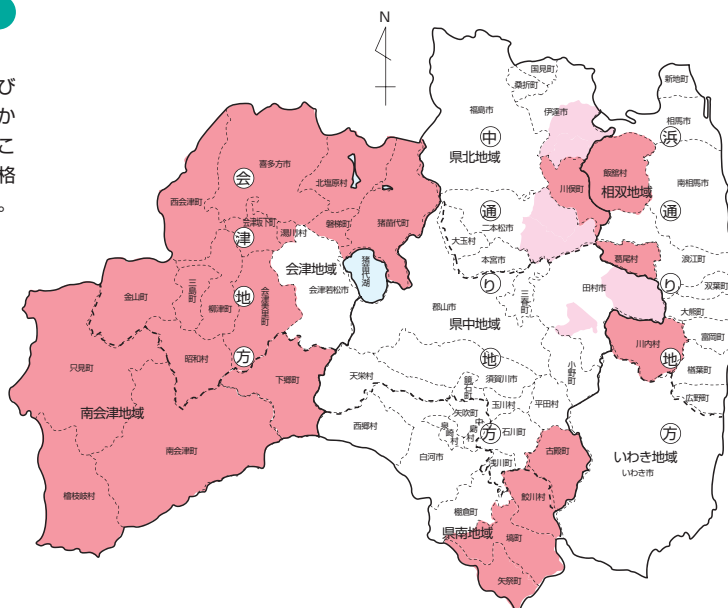 び
か
こ
格
。
N
会
津
地
方
中
通
り
地
方
浜
通
り
地
方
国見町
桑折町
福島市
伊達市
県北地域
川俣町
二本松市
大玉村
本宮市
新地町
相馬市
飯舘村
相双地域
南相馬市
葛尾村
浪江町
双葉町
大熊町
富岡町
川内村
楢葉町
広野町
喜多方市
北塩原村
西会津町
会津坂下町
湯川村
磐梯町
猪苗代町
会津地域
会津若松市
猪苗代湖
金山町
三島町
柳津町
会津美里町
昭和村
只見町
下郷町
南会津地域
南会津町
檜枝岐村
郡山市
県中地域
三春町
田村市
小野町
天栄村
鏡石町
須賀川市
玉川村
平田村
矢吹町
石川町
浅川町
古殿町
西郷村
泉崎村
中島村
白河市
棚倉町
鮫川村
県南地域
塙町
矢祭町
いわき地域
いわき市